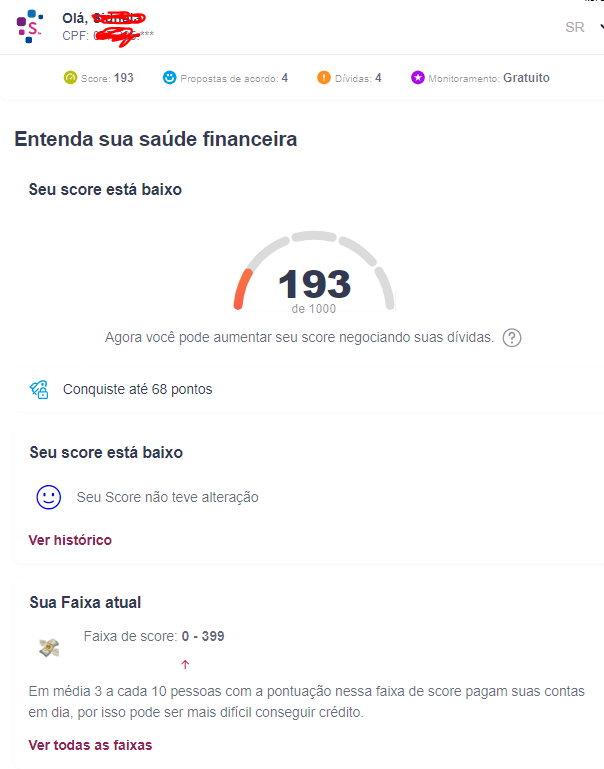 S
Olá,
CPF:
.***
SR
Score: 193
Propostas de acordo: 4
Dívidas: 4
Monitoramento: Gratuito
Entenda sua saúde financeira
Seu score está baixo
193
de 1000
Agora você pode aumentar seu score negociando suas dívidas. ?
Conquiste até 68 pontos
Seu score está baixo
Seu Score não teve alteração
Ver histórico
Sua Faixa atual
Faixa de score: 0 - 399
Em média 3 a cada 10 pessoas com a pontuação nessa faixa de score pagam suas contas
em dia, por isso pode ser mais difícil conseguir crédito.
Ver todas as faixas